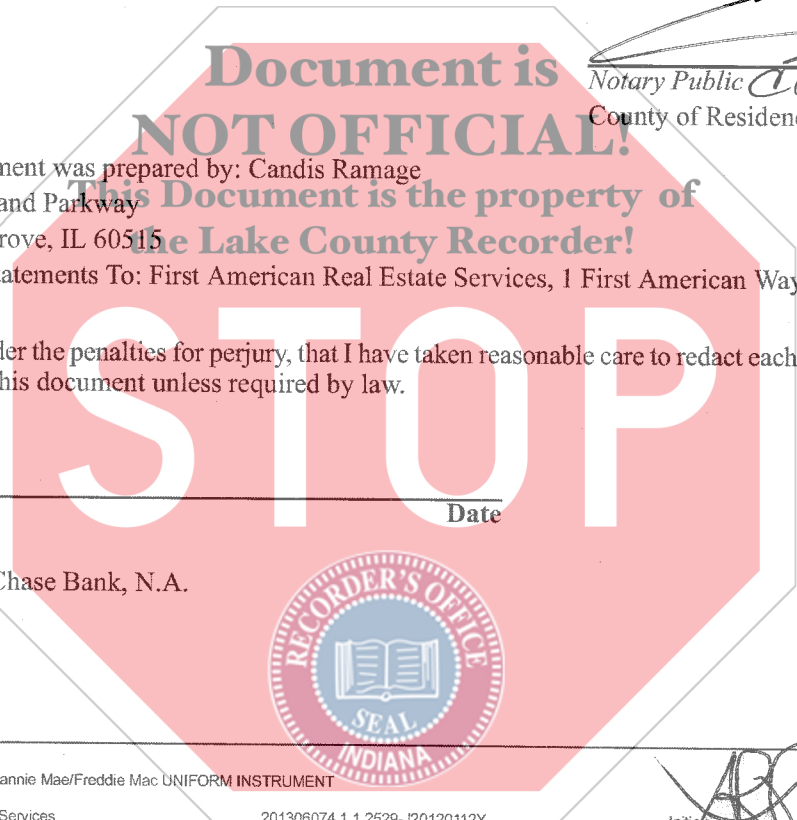 Document is
Notary Public
NOT OFFICIAL!
County of Residenc
nent was prepared by: Candis Ramage
This Document is the property of
and Parkway
the Lake County Recorder!
rove, IL 60515
atements To: First American Real Estate Services, 1 First American Way
STOP
der the penalties for perjury, that I have taken reasonable care to redact each
his document unless required by law.
Date
Chase Bank, N.A.
RECORDER'S OFFICE
SEAL
INDIANA
annie Mae/Freddie Mac UNIFORM INSTRUMENT
Services